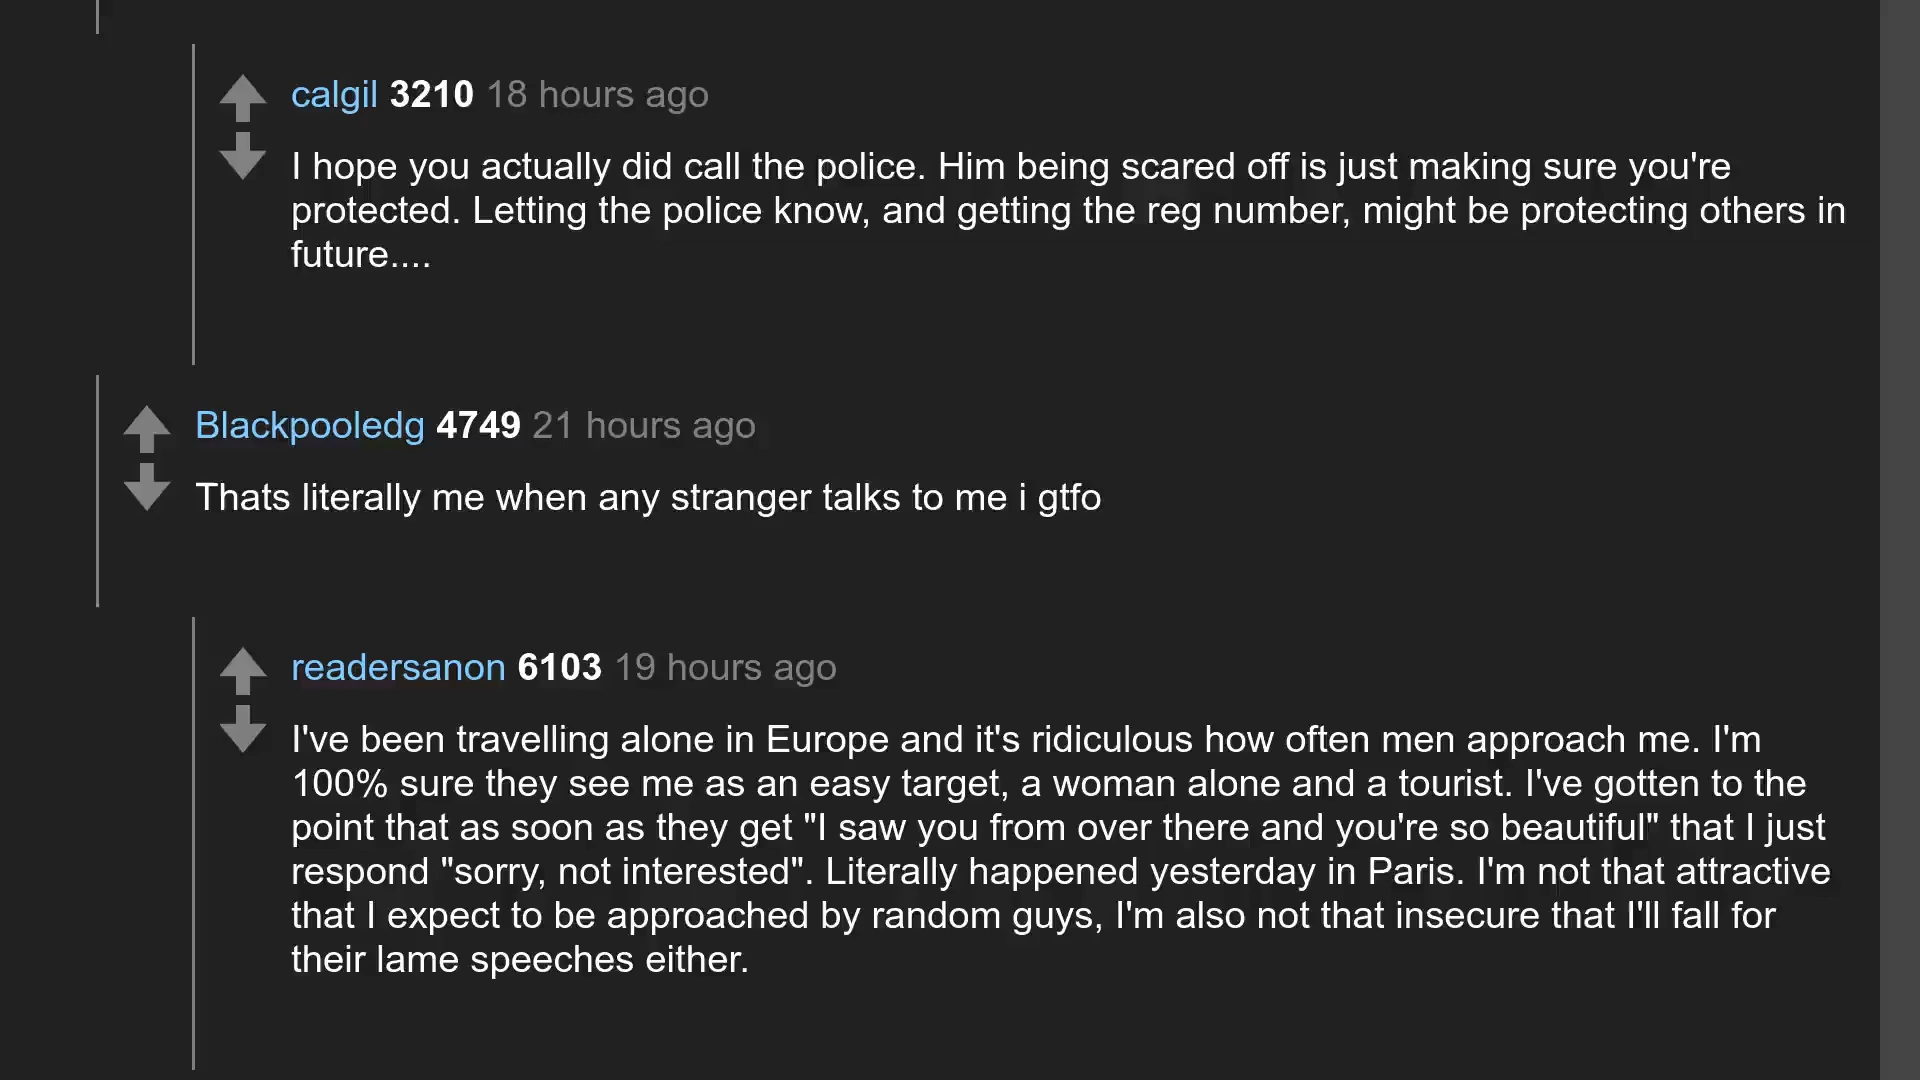 calgil 3210 18 hours ago
I hope you actually did call the police. Him being scared off is just making sure you're
protected. Letting the police know, and getting the reg number, might be protecting others in
future....
Blackpooledg 4749 21 hours ago
Thats literally me when any stranger talks to me i gtfo
readersanon 6103 19 hours ago
I've been travelling alone in Europe and it's ridiculous how often men approach me. I'm
100% sure they see me as an easy target, a woman alone and a tourist. I've gotten to the
point that as soon as they get "I saw you from over there and you're so beautiful" that I just
respond "sorry, not interested". Literally happened yesterday in Paris. I'm not that attractive
that I expect to be approached by random guys, I'm also not that insecure that I'll fall for
their lame speeches either.